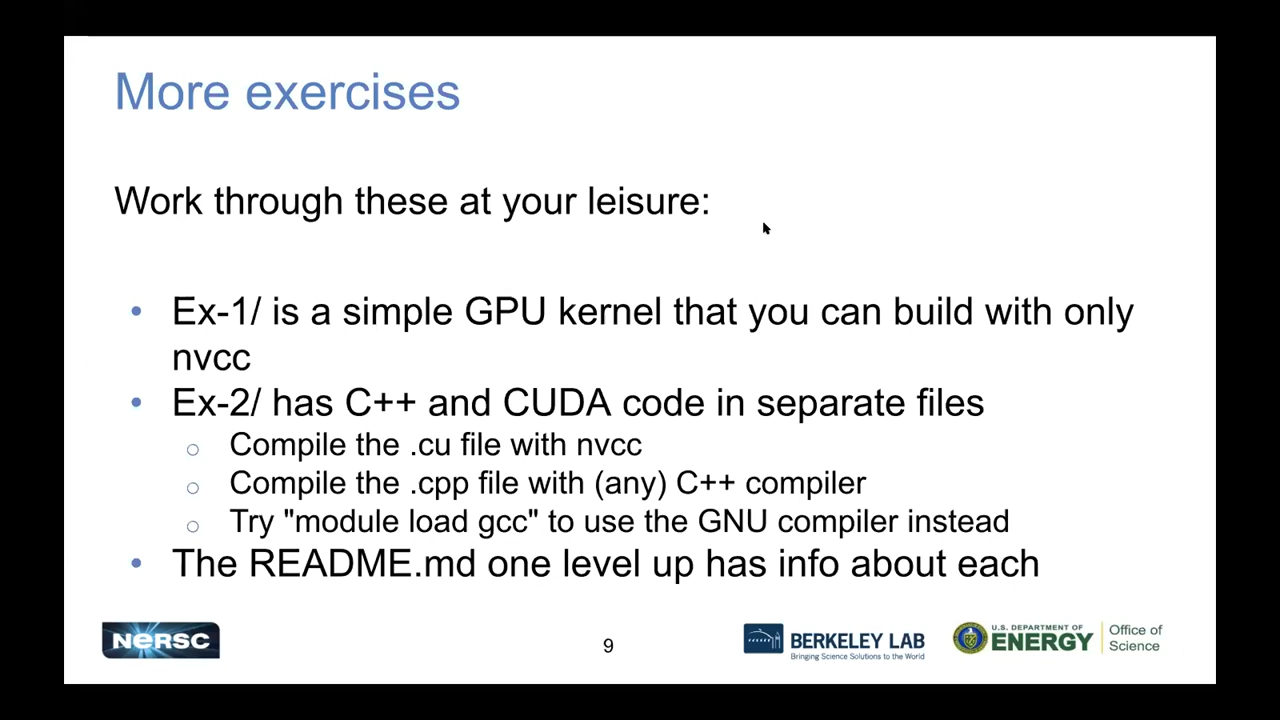 More exercises
Work through these at your leisure:
• Ex-1/ is a simple GPU kernel that you can build with only
nvcc
• Ex-2/ has C++ and CUDA code in separate files
○ Compile the .cu file with nvcc
○ Compile the .cpp file with (any) C++ compiler
○ Try "module load gcc" to use the GNU compiler instead
• The README.md one level up has info about each
NERSC
9
BERKELEY LAB
Bringing Science Solutions to the World
U.S. DEPARTMENT OF
ENERGY
Office of
Science